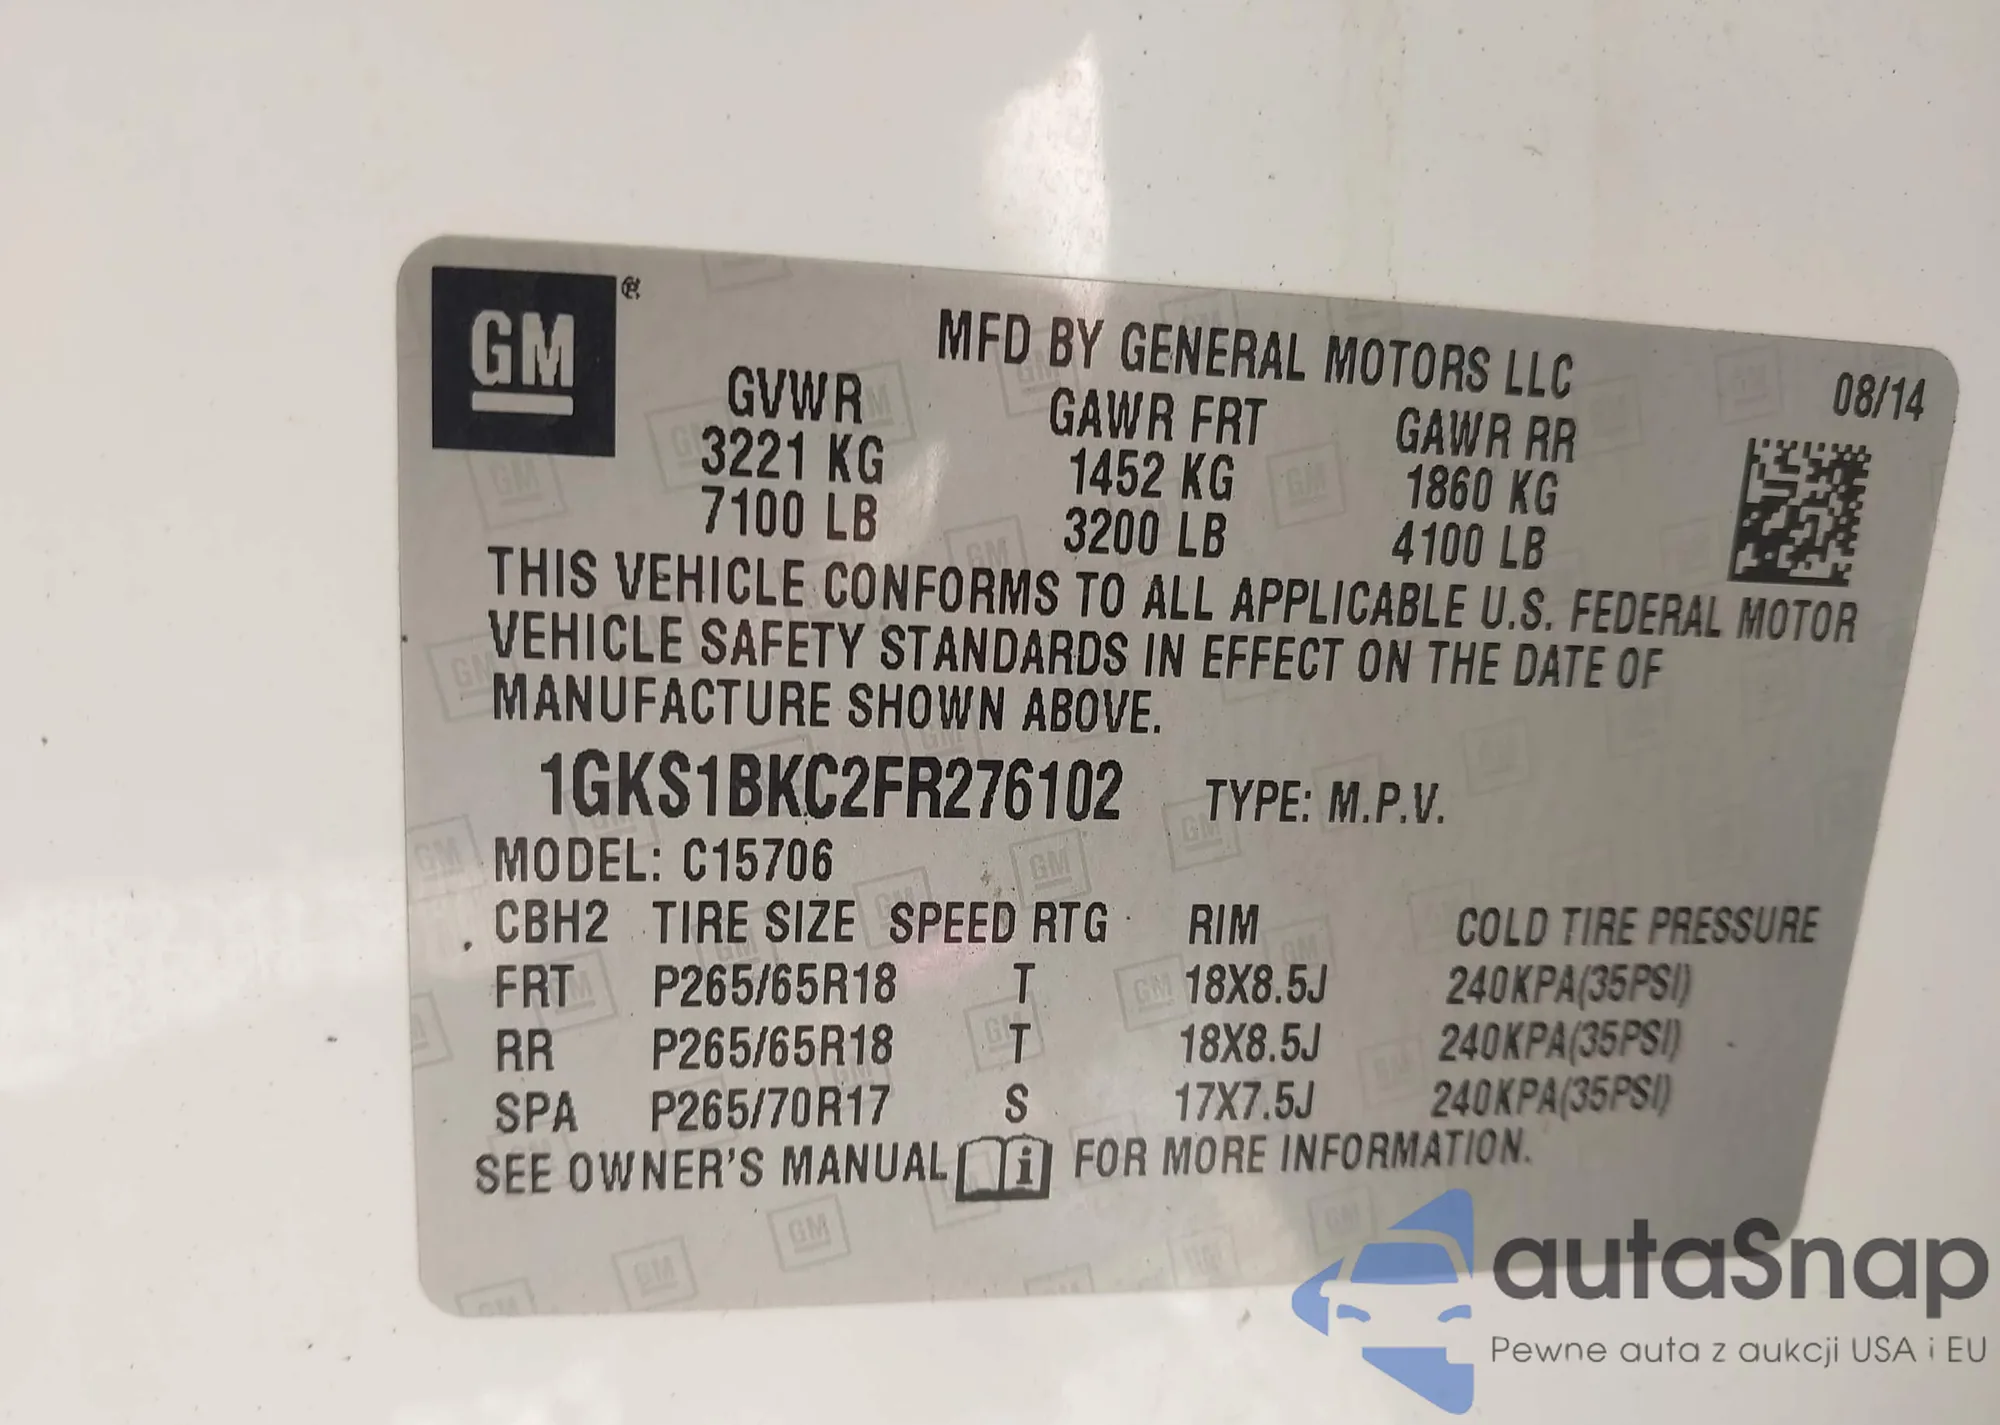 GM ®
MFD BY GENERAL MOTORS LLC
08/14
GVWR GAWR FRT GAWR RR
3221 KG 1452 KG 1860 KG
7100 LB 3200 LB 4100 LB
THIS VEHICLE CONFORMS TO ALL APPLICABLE U.S. FEDERAL MOTOR
VEHICLE SAFETY STANDARDS IN EFFECT ON THE DATE OF
MANUFACTURE SHOWN ABOVE.
1GKS1BKC2FR276102 TYPE: M.P.V.
MODEL: C15706
CBH2 TIRE SIZE SPEED RTG RIM COLD TIRE PRESSURE
FRT P265/65R18 T 18X8.5J 240KPA(35PSI)
RR P265/65R18 T 18X8.5J 240KPA(35PSI)
SPA P265/70R17 S 17X7.5J 240KPA(35PSI)
SEE OWNER'S MANUAL i FOR MORE INFORMATION.
autaSnap
Pewne auta z aukcji USA i EU